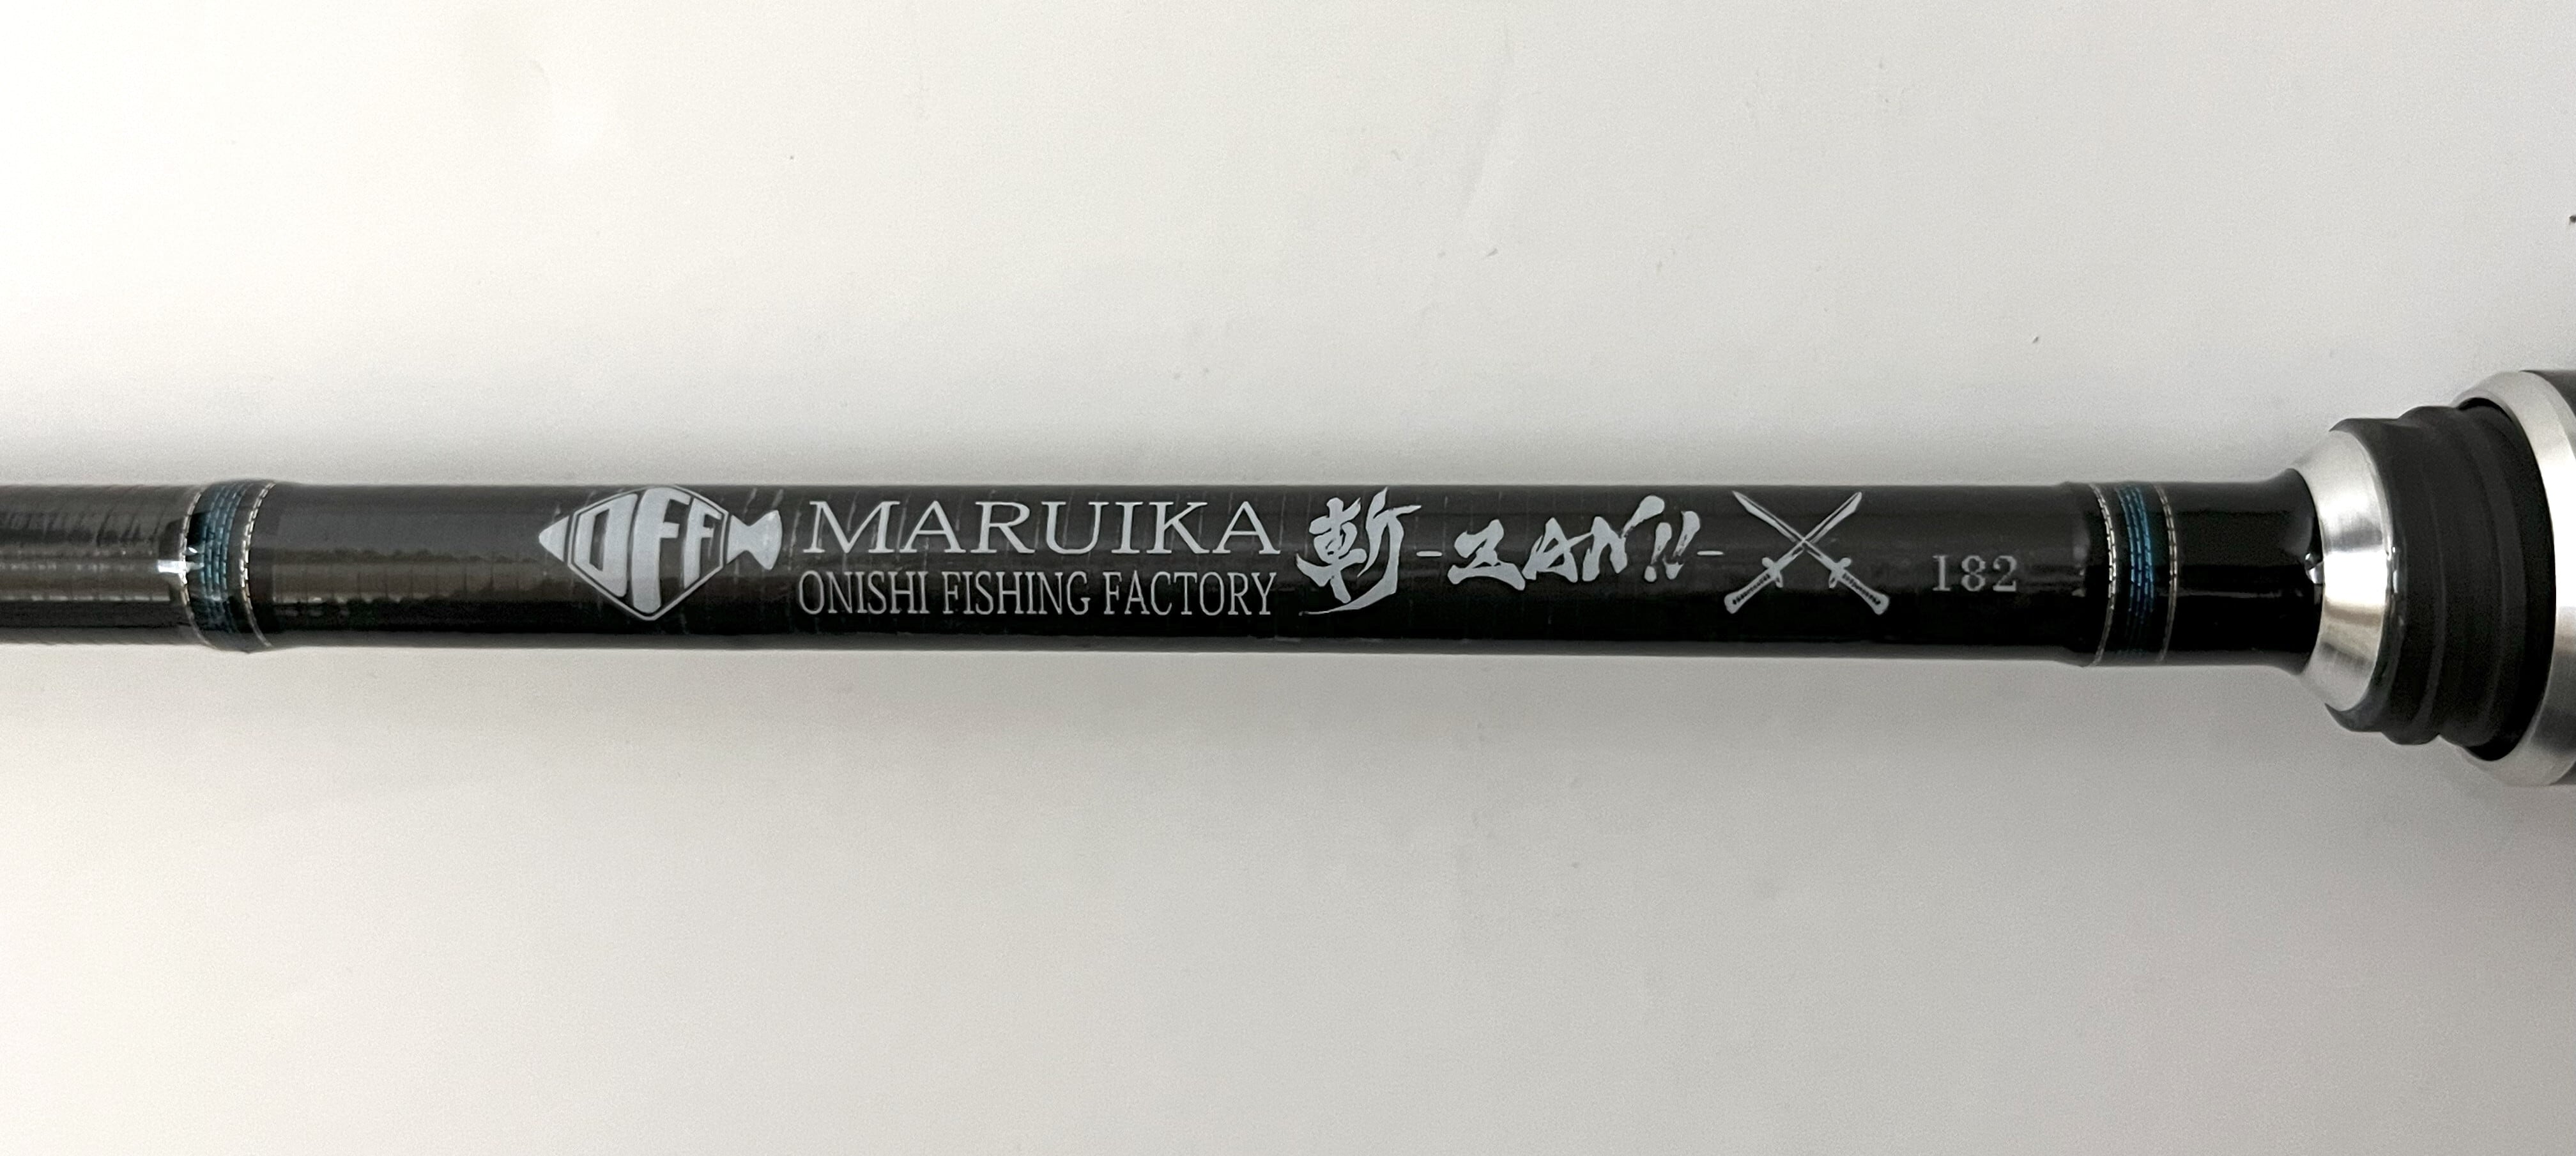 OFF
MARUIKA
ONISHI FISHING FACTORY
斬 -ZAN!!-
182